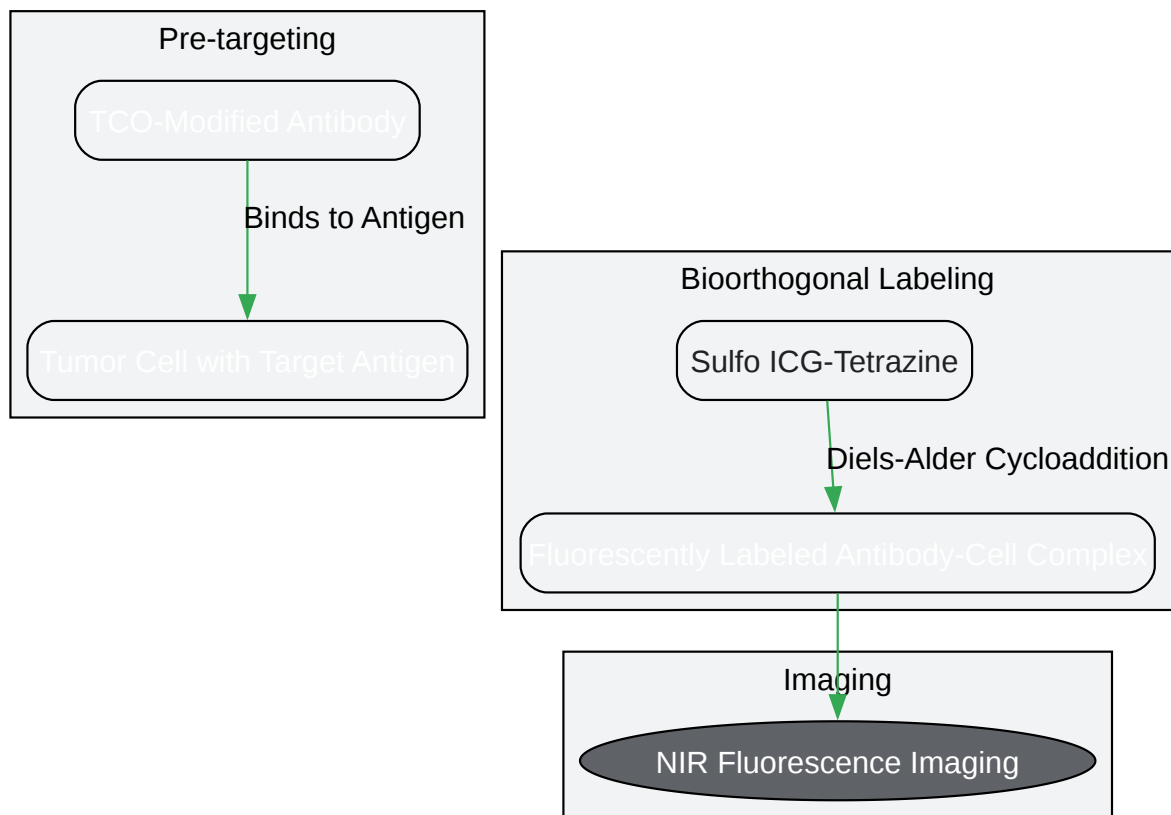 Pre-targeting
TCO-Modified Antibody
Binds to Antigen
Tumor Cell with Target Antigen
Bioorthogonal Labeling
Sulfo ICG-Tetrazine
Diels-Alder Cycloaddition
Fluorescently Labeled Antibody-Cell Complex
Imaging
NIR Fluorescence Imaging